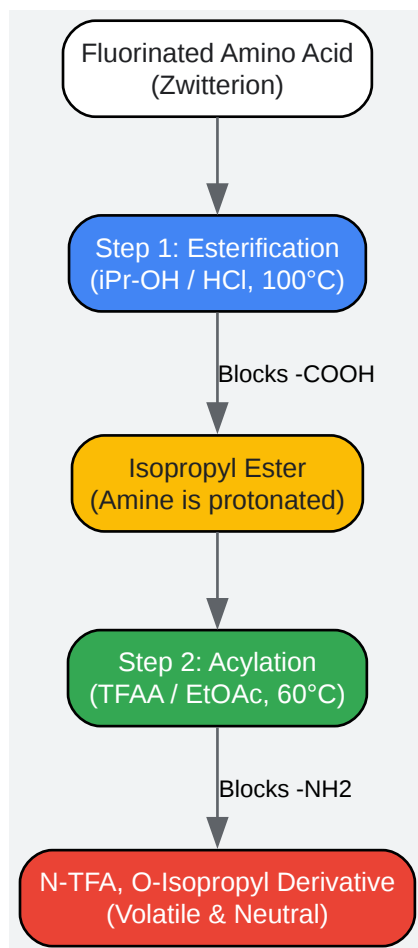 Fluorinated Amino Acid
(Zwitterion)
Step 1: Esterification
(iPr-OH / HCl, 100°C)
Blocks -COOH
Isopropyl Ester
(Amine is protonated)
Step 2: Acylation
(TFAA / EtOAc, 60°C)
Blocks -NH2
N-TFA, O-Isopropyl Derivative
(Volatile & Neutral)